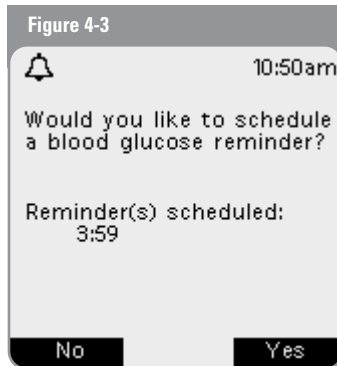 Figure 4-3
10:50am
Would you like to schedule
a blood glucose reminder?
Reminder(s) scheduled:
3:59
No Yes